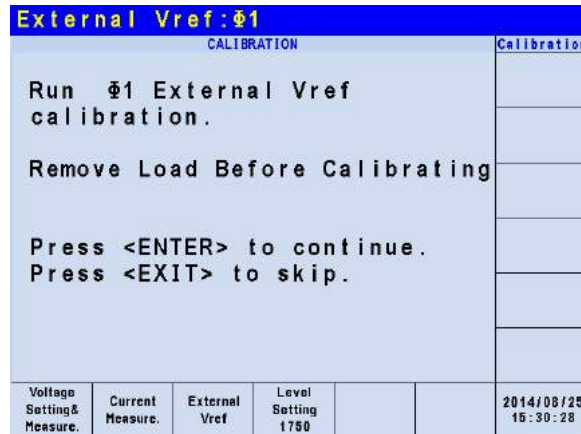 External Vref:Φ1
CALIBRATION
Calibratio
Run Φ1 External Vref
calibration.
Remove Load Before Calibrating
Press <ENTER> to continue.
Press <EXIT> to skip.
Voltage
Setting&
Measure.
Current
Measure.
External
Vref
Level
Setting
1750
2014/08/25
15:30:28